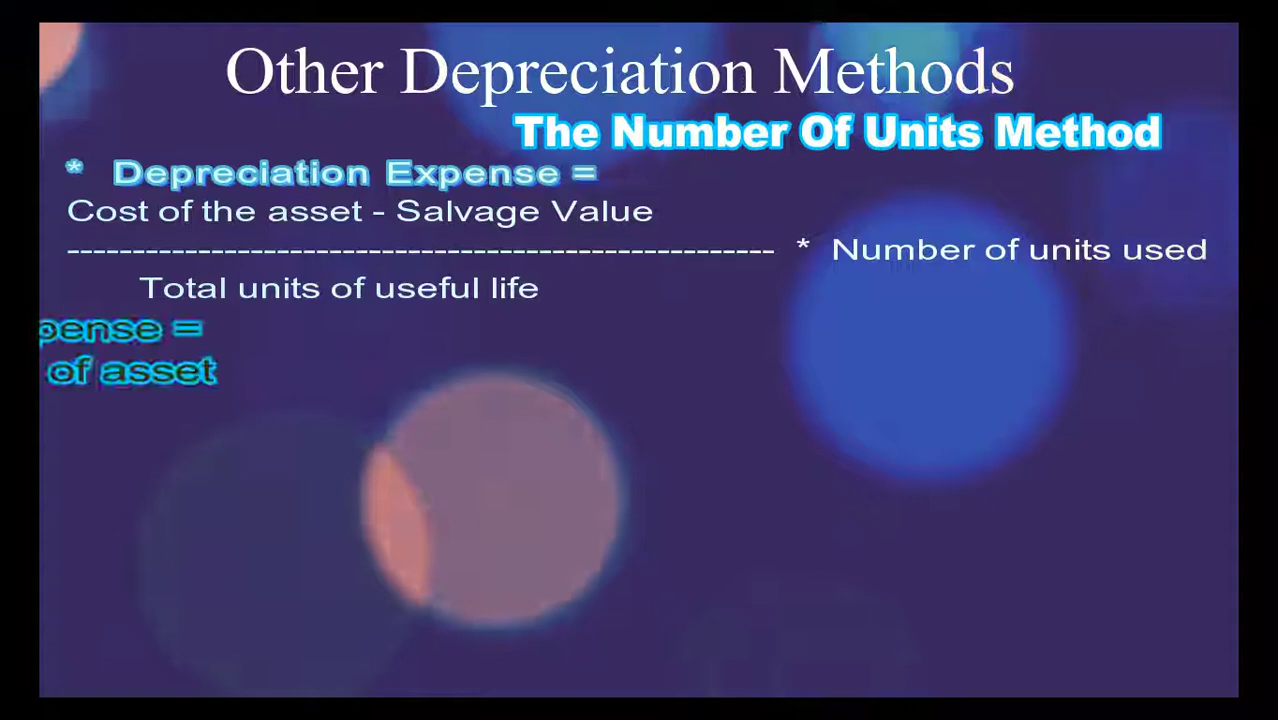 Other Depreciation Methods
The Number Of Units Method
* Depreciation Expense =
Cost of the asset - Salvage Value
------------------------------------------------------ * Number of units used
Total units of useful life
pense =
of asset